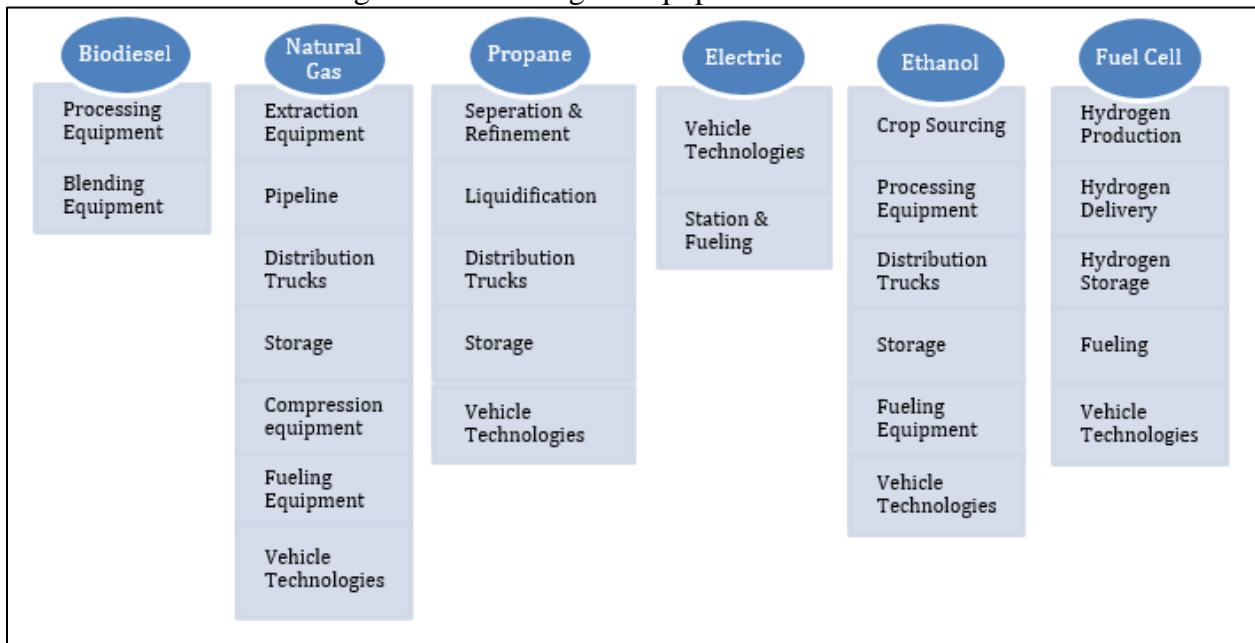 Biodiesel
Processing
Equipment
Blending
Equipment
Natural
Gas
Extraction
Equipment
Pipeline
Distribution
Trucks
Storage
Compression
equipment
Fueling
Equipment
Vehicle
Technologies
Propane
Seperation &
Refinement
Liquidification
Distribution
Trucks
Storage
Vehicle
Technologies
Electric
Vehicle
Technologies
Station &
Fueling
Ethanol
Crop Sourcing
Processing
Equipment
Distribution
Trucks
Storage
Fueling
Equipment
Vehicle
Technologies
Fuel Cell
Hydrogen
Production
Hydrogen
Delivery
Hydrogen
Storage
Fueling
Vehicle
Technologies